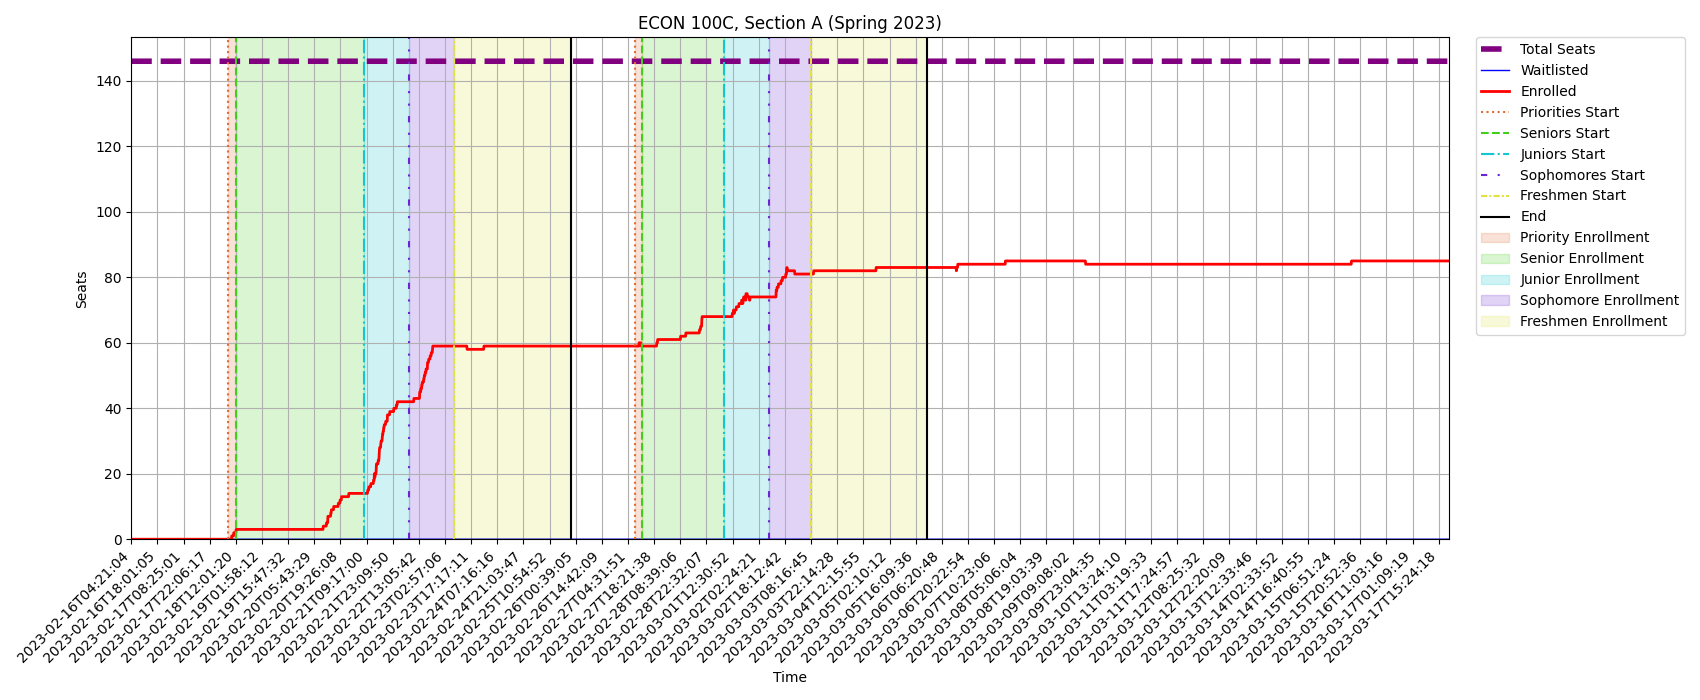 ECON 100C, Section A (Spring 2023)
Seats
140
120
100
80
60
40
20
0
2023-02-16T04:21:04
2023-02-16T18:01:05
2023-02-17T08:25:01
2023-02-17T22:06:17
2023-02-18T12:01:20
2023-02-19T01:58:12
2023-02-19T15:47:32
2023-02-20T05:43:29
2023-02-20T19:26:08
2023-02-21T09:17:00
2023-02-21T23:09:50
2023-02-22T13:05:42
2023-02-23T02:57:06
2023-02-23T17:17:11
2023-02-24T07:16:16
2023-02-24T21:03:47
2023-02-25T10:54:52
2023-02-26T00:39:05
2023-02-26T14:42:09
2023-02-27T04:31:51
2023-02-27T18:21:38
2023-02-28T08:39:06
2023-02-28T22:32:07
2023-03-01T12:30:52
2023-03-02T02:24:21
2023-03-02T18:12:42
2023-03-03T08:16:45
2023-03-03T22:14:28
2023-03-04T12:15:55
2023-03-05T02:10:12
2023-03-05T16:09:36
2023-03-06T06:20:48
2023-03-06T20:22:54
2023-03-07T10:23:06
2023-03-08T05:06:04
2023-03-08T19:03:39
2023-03-09T09:08:02
2023-03-09T23:04:35
2023-03-10T13:24:10
2023-03-11T03:19:33
2023-03-11T17:24:57
2023-03-12T08:25:32
2023-03-12T22:20:09
2023-03-13T12:33:46
2023-03-14T02:33:52
2023-03-14T16:40:55
2023-03-15T06:51:24
2023-03-15T20:52:36
2023-03-16T11:03:16
2023-03-17T01:09:19
2023-03-17T15:24:18
Time
Total Seats
Waitlisted
Enrolled
Priorities Start
Seniors Start
Juniors Start
Sophomores Start
Freshmen Start
End
Priority Enrollment
Senior Enrollment
Junior Enrollment
Sophomore Enrollment
Freshmen Enrollment